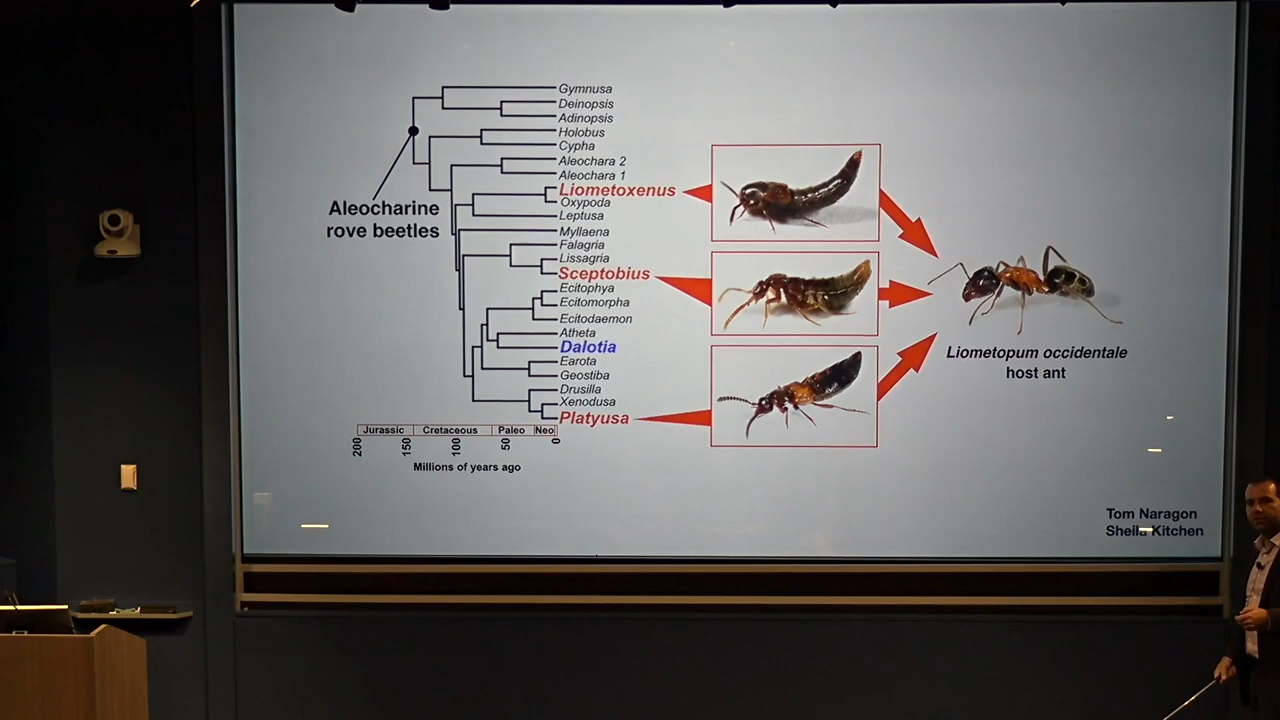 Gymnusa
Deinopsis
Adinopsis
Holobus
Cypha
Aleochara 2
Aleochara 1
Liometoxenus
Oxypoda
Leptusa
Myllaena
Falagria
Lissagria
Sceptobius
Ecitophya
Ecitomorpha
Ecitodaemon
Atheta
Dalotia
Earota
Geostiba
Drusilla
Xenodusa
Platyusa
Aleocharine
rove beetles
Jurassic Cretaceous Paleo Neo
200 150 100 50 0
Millions of years ago
Liometopum occidentale
host ant
Tom Naragon
Sheila Kitchen